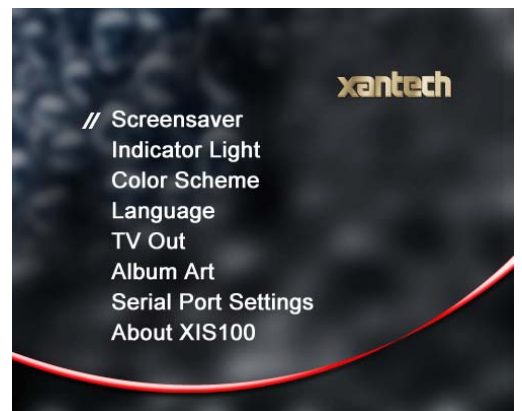 xantech
// Screensaver
Indicator Light
Color Scheme
Language
TV Out
Album Art
Serial Port Settings
About XIS100